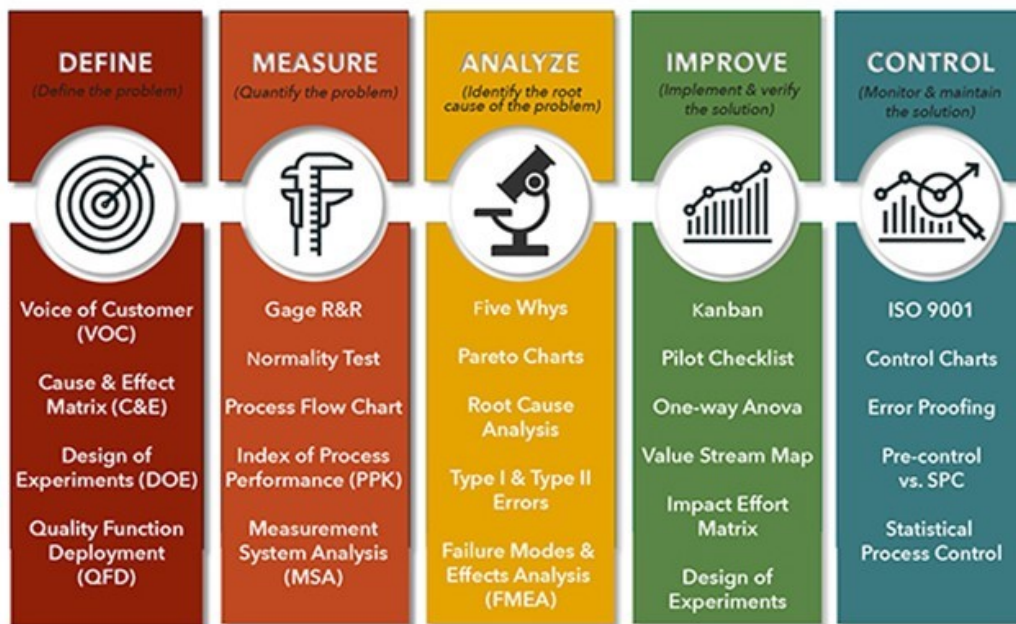 DEFINE
(Define the problem)
Voice of Customer
(VOC)
Cause & Effect
Matrix (C&E)
Design of
Experiments (DOE)
Quality Function
Deployment
(QFD)
MEASURE
(Quantify the problem)
Gage R&R
Normality Test
Process Flow Chart
Index of Process
Performance (PPK)
Measurement
System Analysis
(MSA)
ANALYZE
(Identify the root
cause of the problem)
Five Whys
Pareto Charts
Root Cause
Analysis
Type I & Type II
Errors
Failure Modes &
Effects Analysis
(FMEA)
IMPROVE
(Implement & verify
the solution)
Kanban
Pilot Checklist
One-way Anova
Value Stream Map
Impact Effort
Matrix
Design of
Experiments
CONTROL
(Monitor & maintain
the solution)
ISO 9001
Control Charts
Error Proofing
Pre-control
vs. SPC
Statistical
Process Control